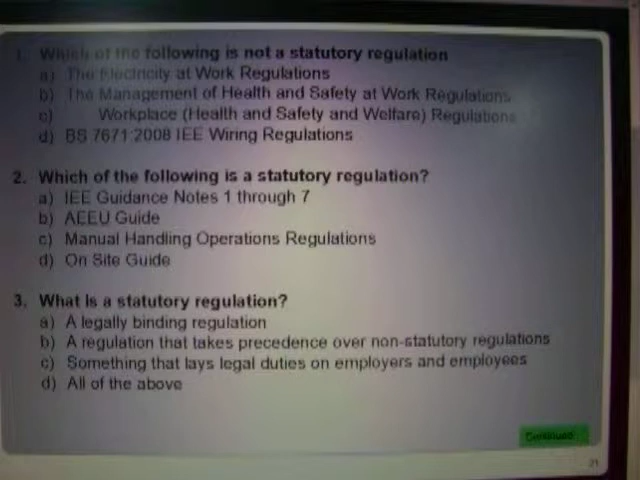 1. Which of the following is not a statutory regulation
a) The Electricity at Work Regulations
b) The Management of Health and Safety at Work Regulations
c) Workplace (Health and Safety and Welfare) Regulations
d) BS 7671:2008 IEE Wiring Regulations
2. Which of the following is a statutory regulation?
a) IEE Guidance Notes 1 through 7
b) AEEU Guide
c) Manual Handling Operations Regulations
d) On Site Guide
3. What Is a statutory regulation?
a) A legally binding regulation
b) A regulation that takes precedence over non-statutory regulations
c) Something that lays legal duties on employers and employees
d) All of the above
21